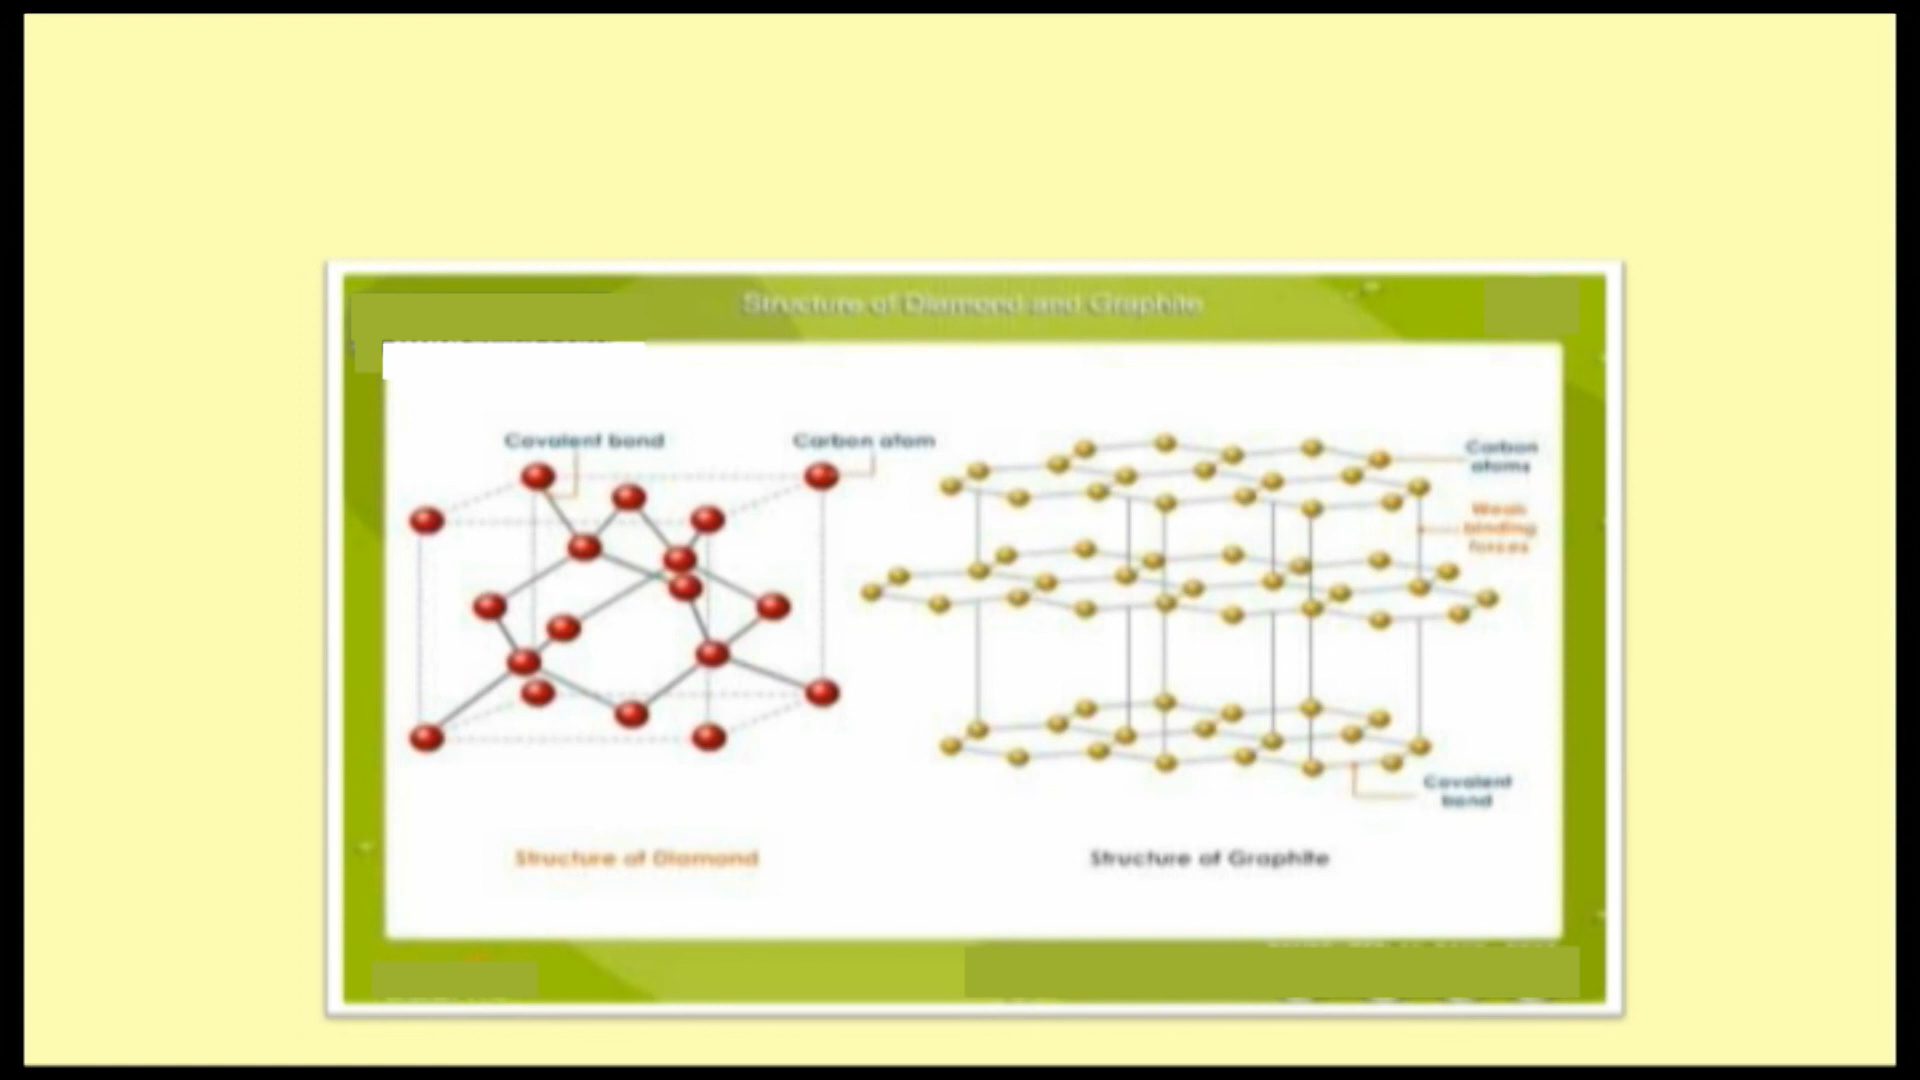 Structure of Diamond and Graphite
Covalent bond
Carbon atom
Carbon
atoms
Weak
binding
forces
Covalent
bond
Structure of Diamond
Structure of Graphite